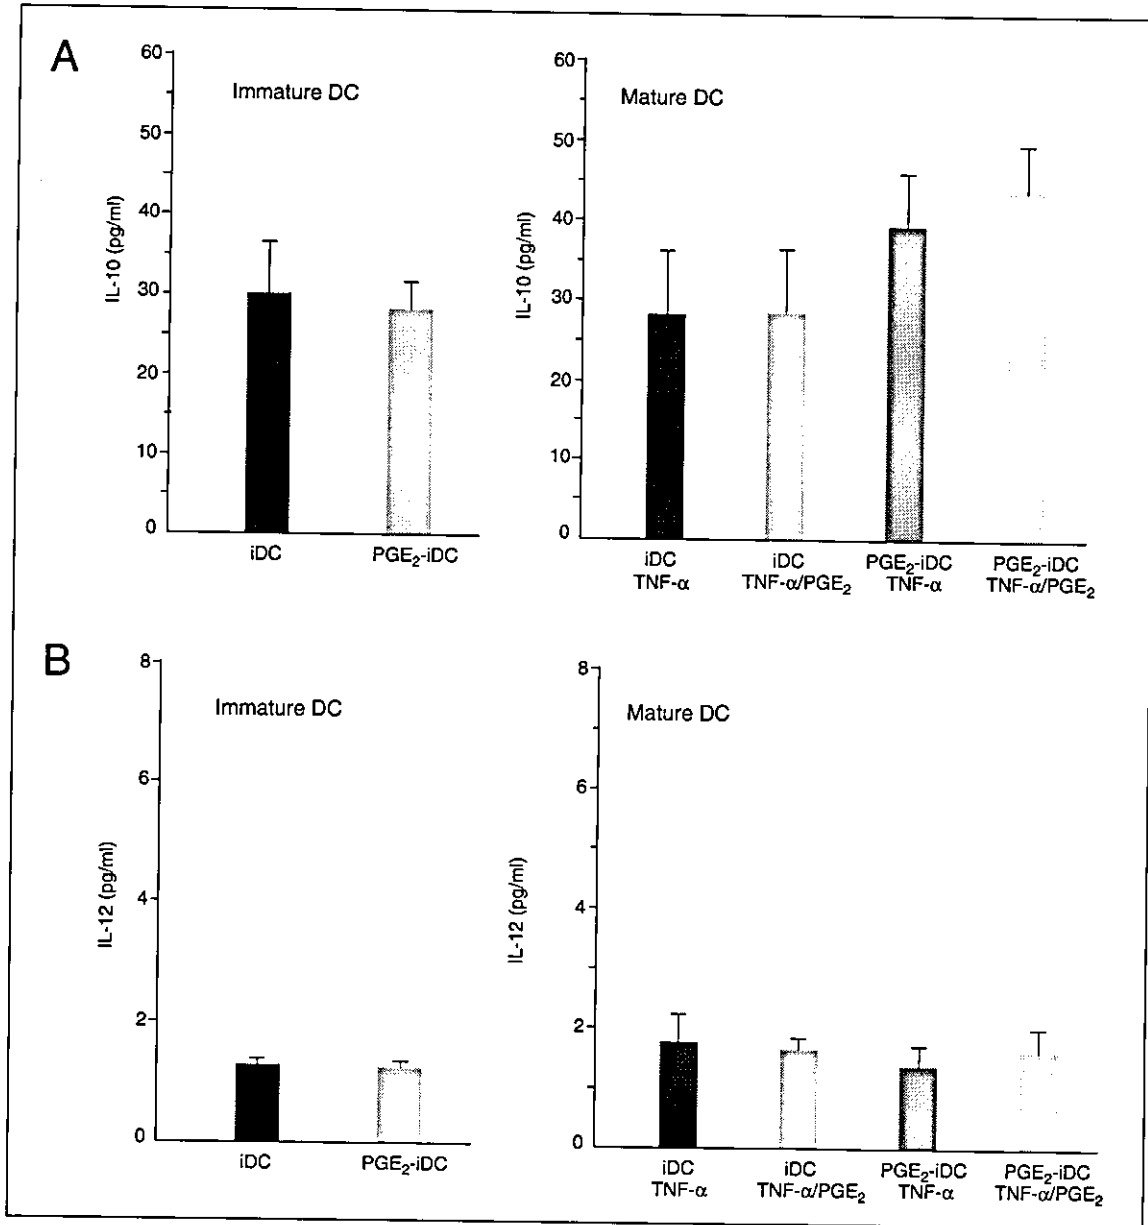 A
60
50
40
30
20
10
0
IL-10 (pg/ml)
Immature DC
iDC
PGE₂-iDC
60
50
40
30
20
10
0
IL-10 (pg/ml)
Mature DC
iDC
TNF-α
iDC
TNF-α/PGE₂
PGE₂-iDC
TNF-α
PGE₂-iDC
TNF-α/PGE₂
B
8
6
4
2
0
IL-12 (pg/ml)
Immature DC
iDC
PGE₂-iDC
8
6
4
2
0
IL-12 (pg/ml)
Mature DC
iDC
TNF-α
iDC
TNF-α/PGE₂
PGE₂-iDC
TNF-α
PGE₂-iDC
TNF-α/PGE₂